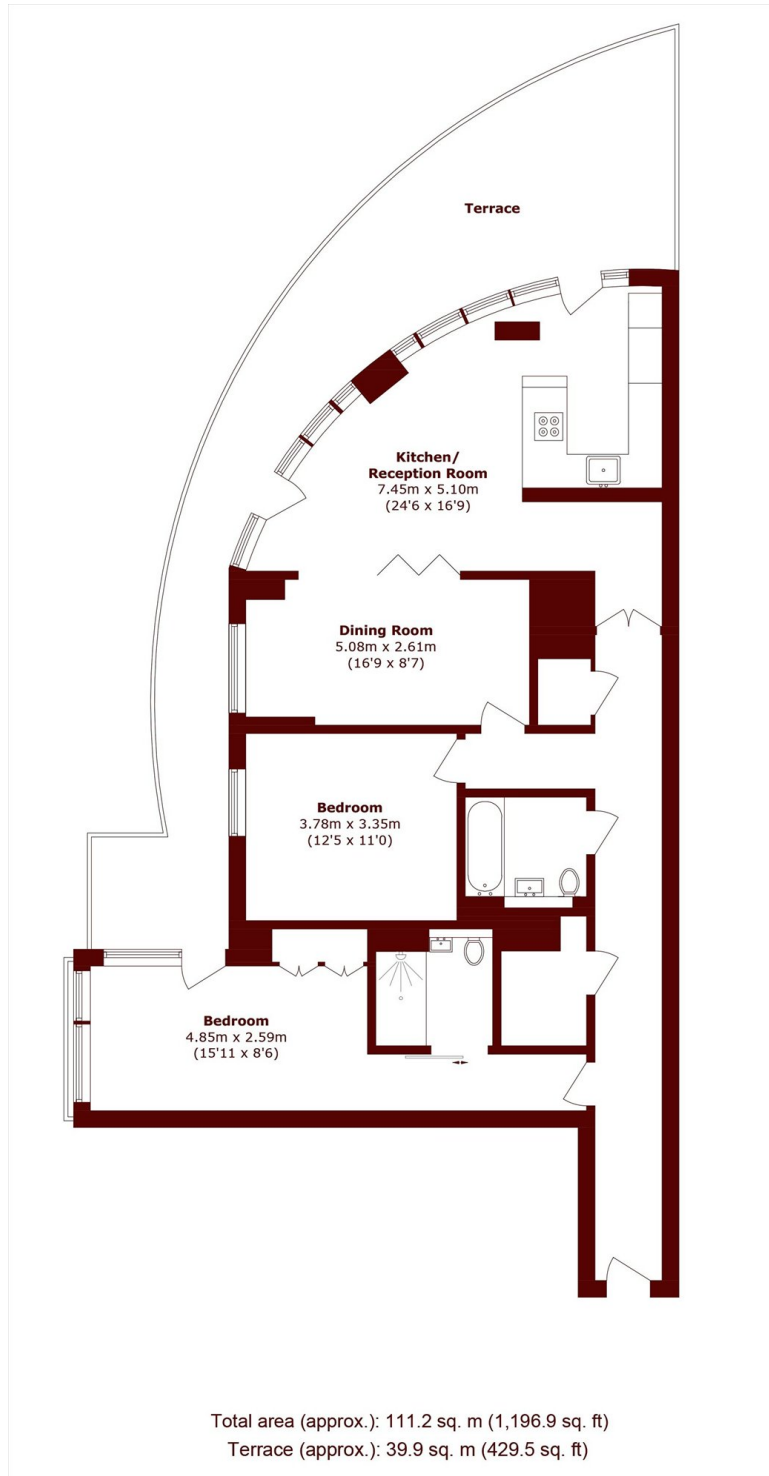 Terrace
Kitchen/
Reception Room
7.45m x 5.10m
(24'6 x 16'9)
Dining Room
5.08m x 2.61m
(16'9 x 8'7)
Bedroom
3.78m x 3.35m
(12'5 x 11'0)
Bedroom
4.85m x 2.59m
(15'11 x 8'6)
Total area (approx.): 111.2 sq. m (1,196.9 sq. ft)
Terrace (approx.): 39.9 sq. m (429.5 sq. ft)